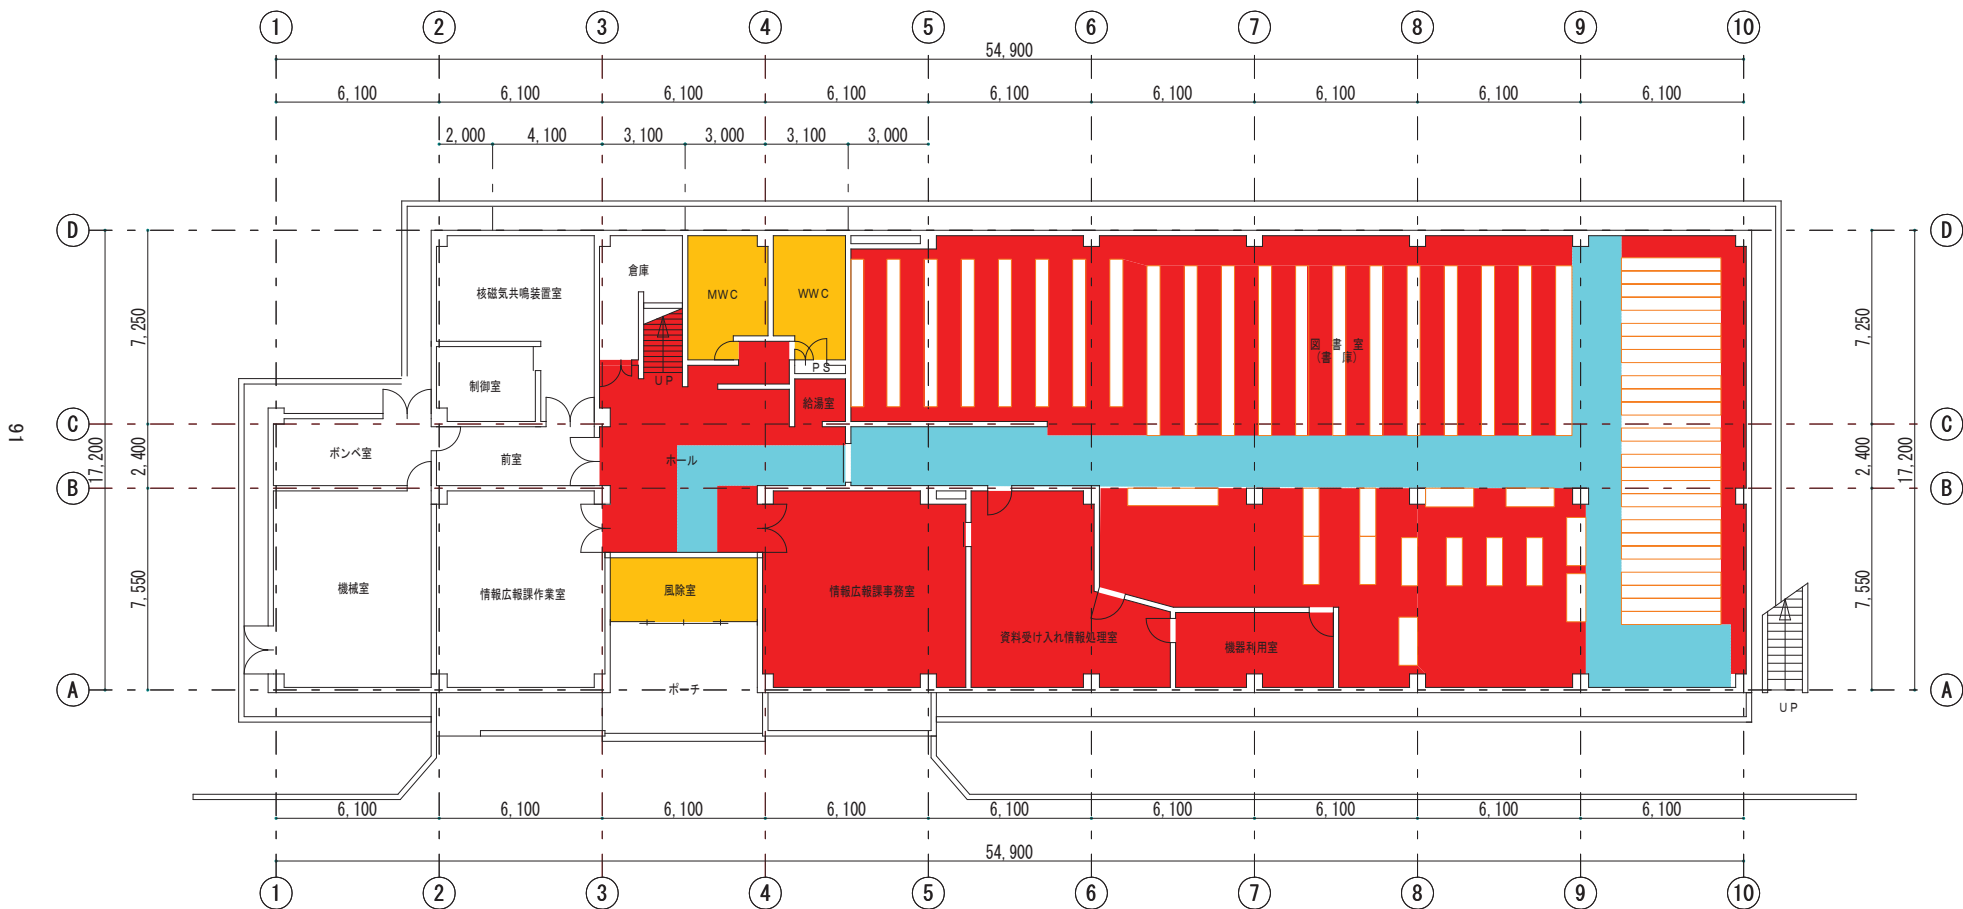 1 2 3 4 5 6 7 8 9 10
54,900
6,100 6,100 6,100 6,100 6,100 6,100 6,100 6,100 6,100
2,000 4,100 3,100 3,000 3,100 3,000
D D
倉庫
核磁気共鳴装置室
MWC WWC
7,250 7,250
図書室
(書庫)
PS
UP
制御室
給湯室
C C
91
17,200 2,400 2,400 17,200
ボンベ室 前室 ホール
B B
7,550 7,550
機械室 情報広報課作業室 風除室 情報広報課事務室
資料受け入れ情報処理室 機器利用室
ポーチ
A A
UP
6,100 6,100 6,100 6,100 6,100 6,100 6,100 6,100 6,100
54,900
1 2 3 4 5 6 7 8 9 10